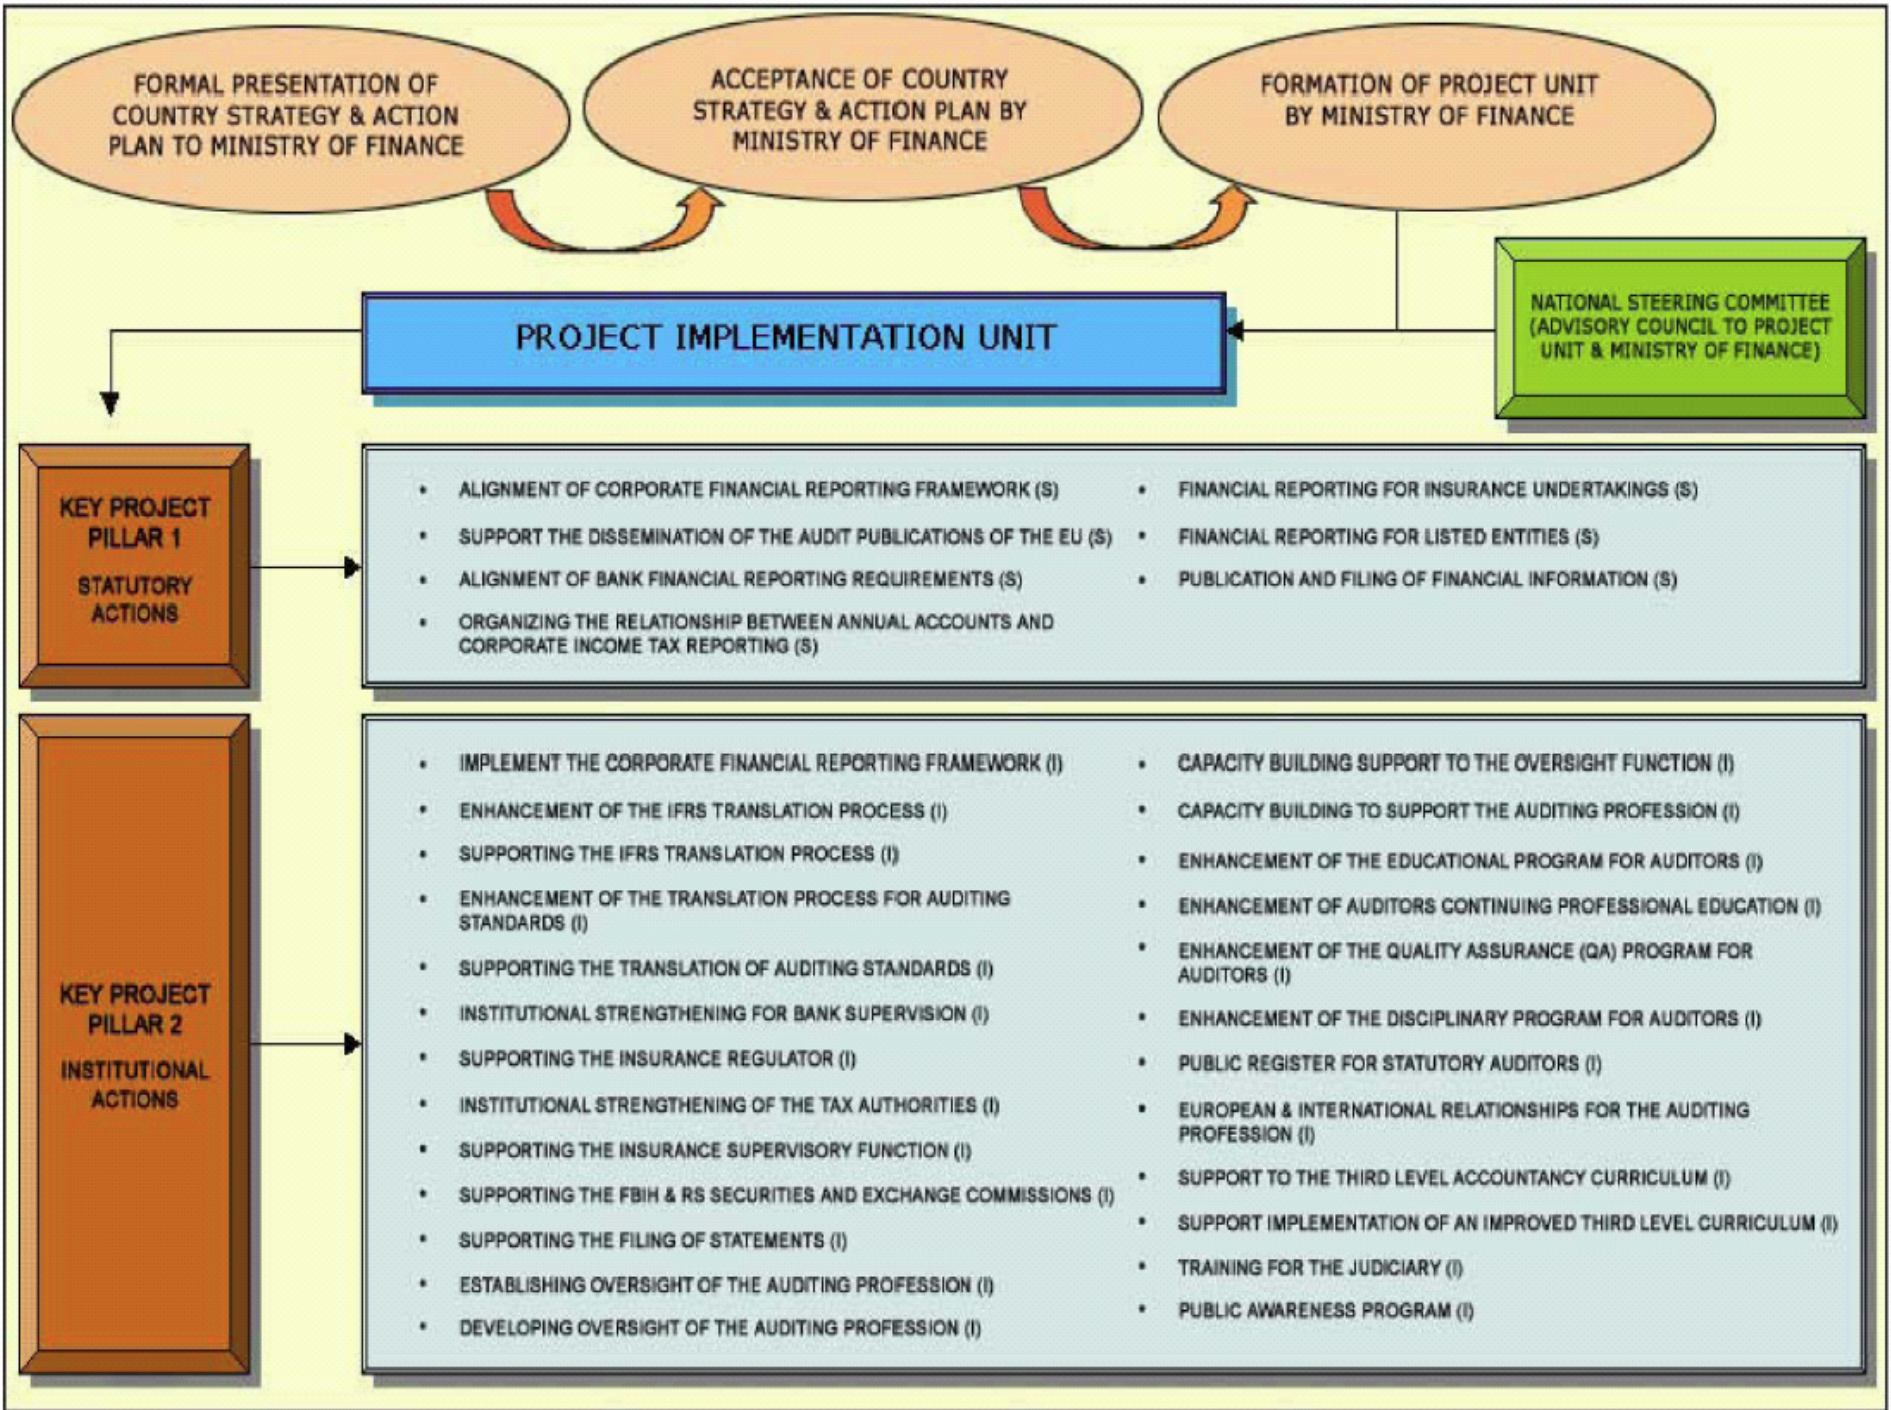 FORMAL PRESENTATION OF
COUNTRY STRATEGY & ACTION
PLAN TO MINISTRY OF FINANCE
ACCEPTANCE OF COUNTRY
STRATEGY & ACTION PLAN BY
MINISTRY OF FINANCE
FORMATION OF PROJECT UNIT
BY MINISTRY OF FINANCE
PROJECT IMPLEMENTATION UNIT
NATIONAL STEERING COMMITTEE
(ADVISORY COUNCIL TO PROJECT
UNIT & MINISTRY OF FINANCE)
KEY PROJECT
PILLAR 1
STATUTORY
ACTIONS
• ALIGNMENT OF CORPORATE FINANCIAL REPORTING FRAMEWORK (S)
• SUPPORT THE DISSEMINATION OF THE AUDIT PUBLICATIONS OF THE EU (S)
• ALIGNMENT OF BANK FINANCIAL REPORTING REQUIREMENTS (S)
• ORGANIZING THE RELATIONSHIP BETWEEN ANNUAL ACCOUNTS AND
CORPORATE INCOME TAX REPORTING (S)
• FINANCIAL REPORTING FOR INSURANCE UNDERTAKINGS (S)
• FINANCIAL REPORTING FOR LISTED ENTITIES (S)
• PUBLICATION AND FILING OF FINANCIAL INFORMATION (S)
KEY PROJECT
PILLAR 2
INSTITUTIONAL
ACTIONS
• IMPLEMENT THE CORPORATE FINANCIAL REPORTING FRAMEWORK (I)
• ENHANCEMENT OF THE IFRS TRANSLATION PROCESS (I)
• SUPPORTING THE IFRS TRANSLATION PROCESS (I)
• ENHANCEMENT OF THE TRANSLATION PROCESS FOR AUDITING
STANDARDS (I)
• SUPPORTING THE TRANSLATION OF AUDITING STANDARDS (I)
• INSTITUTIONAL STRENGTHENING FOR BANK SUPERVISION (I)
• SUPPORTING THE INSURANCE REGULATOR (I)
• INSTITUTIONAL STRENGTHENING OF THE TAX AUTHORITIES (I)
• SUPPORTING THE INSURANCE SUPERVISORY FUNCTION (I)
• SUPPORTING THE FBIH & RS SECURITIES AND EXCHANGE COMMISSIONS (I)
• SUPPORTING THE FILING OF STATEMENTS (I)
• ESTABLISHING OVERSIGHT OF THE AUDITING PROFESSION (I)
• DEVELOPING OVERSIGHT OF THE AUDITING PROFESSION (I)
• CAPACITY BUILDING SUPPORT TO THE OVERSIGHT FUNCTION (I)
• CAPACITY BUILDING TO SUPPORT THE AUDITING PROFESSION (I)
• ENHANCEMENT OF THE EDUCATIONAL PROGRAM FOR AUDITORS (I)
• ENHANCEMENT OF AUDITORS CONTINUING PROFESSIONAL EDUCATION (I)
• ENHANCEMENT OF THE QUALITY ASSURANCE (QA) PROGRAM FOR
AUDITORS (I)
• ENHANCEMENT OF THE DISCIPLINARY PROGRAM FOR AUDITORS (I)
• PUBLIC REGISTER FOR STATUTORY AUDITORS (I)
• EUROPEAN & INTERNATIONAL RELATIONSHIPS FOR THE AUDITING
PROFESSION (I)
• SUPPORT TO THE THIRD LEVEL ACCOUNTANCY CURRICULUM (I)
• SUPPORT IMPLEMENTATION OF AN IMPROVED THIRD LEVEL CURRICULUM (I)
• TRAINING FOR THE JUDICIARY (I)
• PUBLIC AWARENESS PROGRAM (I)